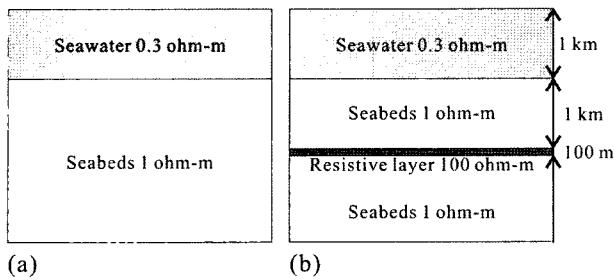 Seawater 0.3 ohm-m
Seabeds 1 ohm-m
(a)
Seawater 0.3 ohm-m
1 km
Seabeds 1 ohm-m
1 km
100 m
Resistive layer 100 ohm-m
Seabeds 1 ohm-m
(b)